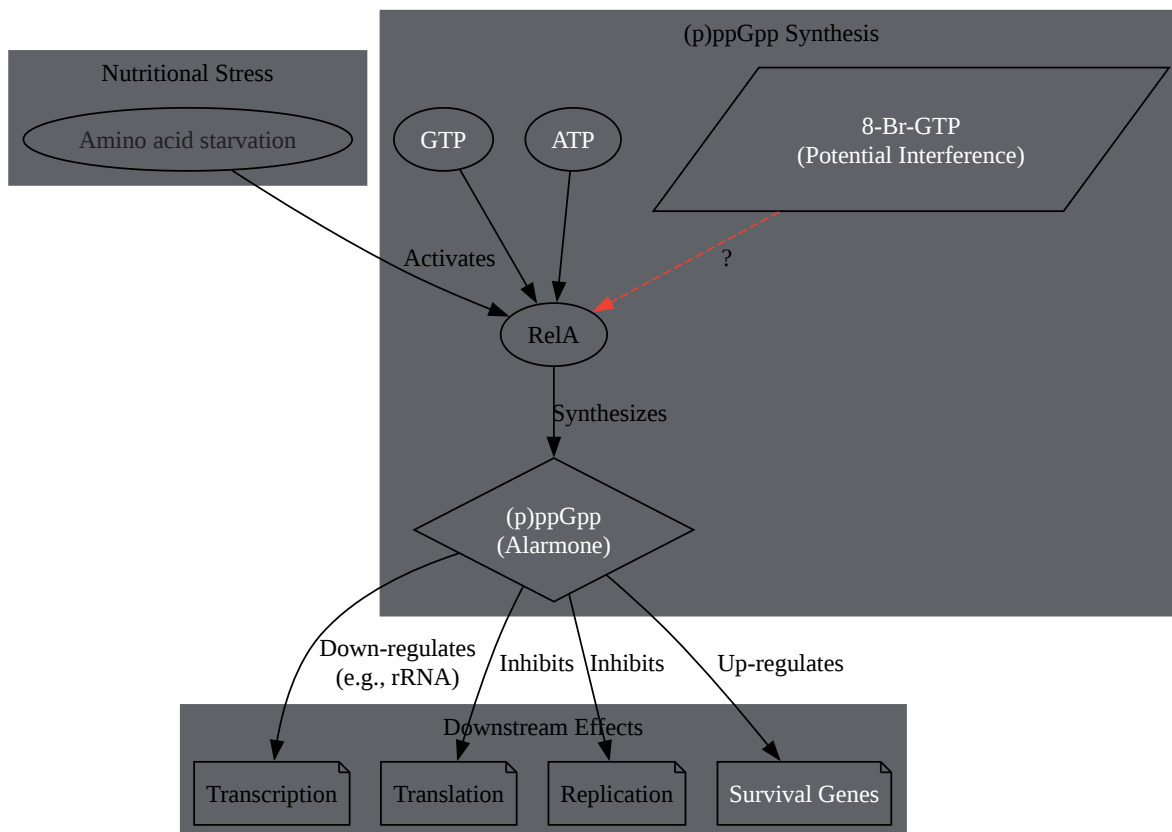 (p)ppGpp Synthesis
Nutritional Stress
Amino acid starvation
GTP
ATP
8-Br-GTP
(Potential Interference)
Activates
?
RelA
Synthesizes
(p)ppGpp
(Alarmone)
Down-regulates
(e.g., rRNA)
Inhibits
Inhibits
Up-regulates
Downstream Effects
Transcription
Translation
Replication
Survival Genes